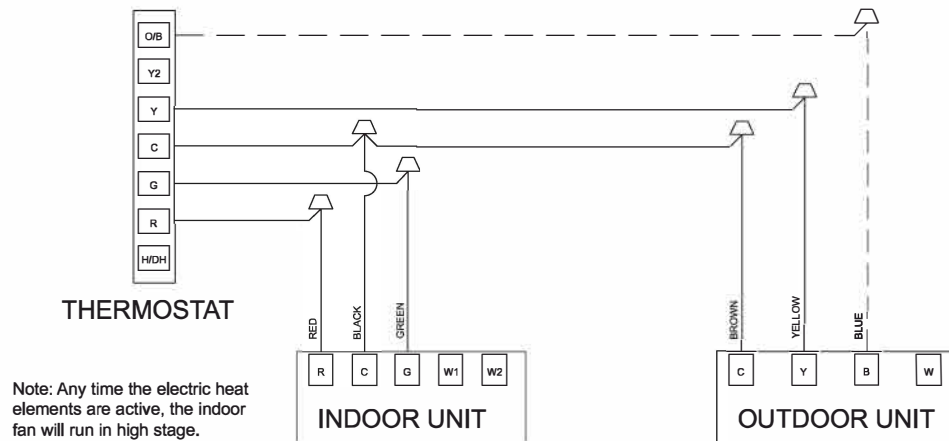 O/B
Y2
Y
C
G
R
H/DH
THERMOSTAT
RED
BLACK
GREEN
BROWN
YELLOW
BLUE
R
C
G
W1
W2
C
Y
B
W
INDOOR UNIT
OUTDOOR UNIT
Note: Any time the electric heat
elements are active, the indoor
fan will run in high stage.